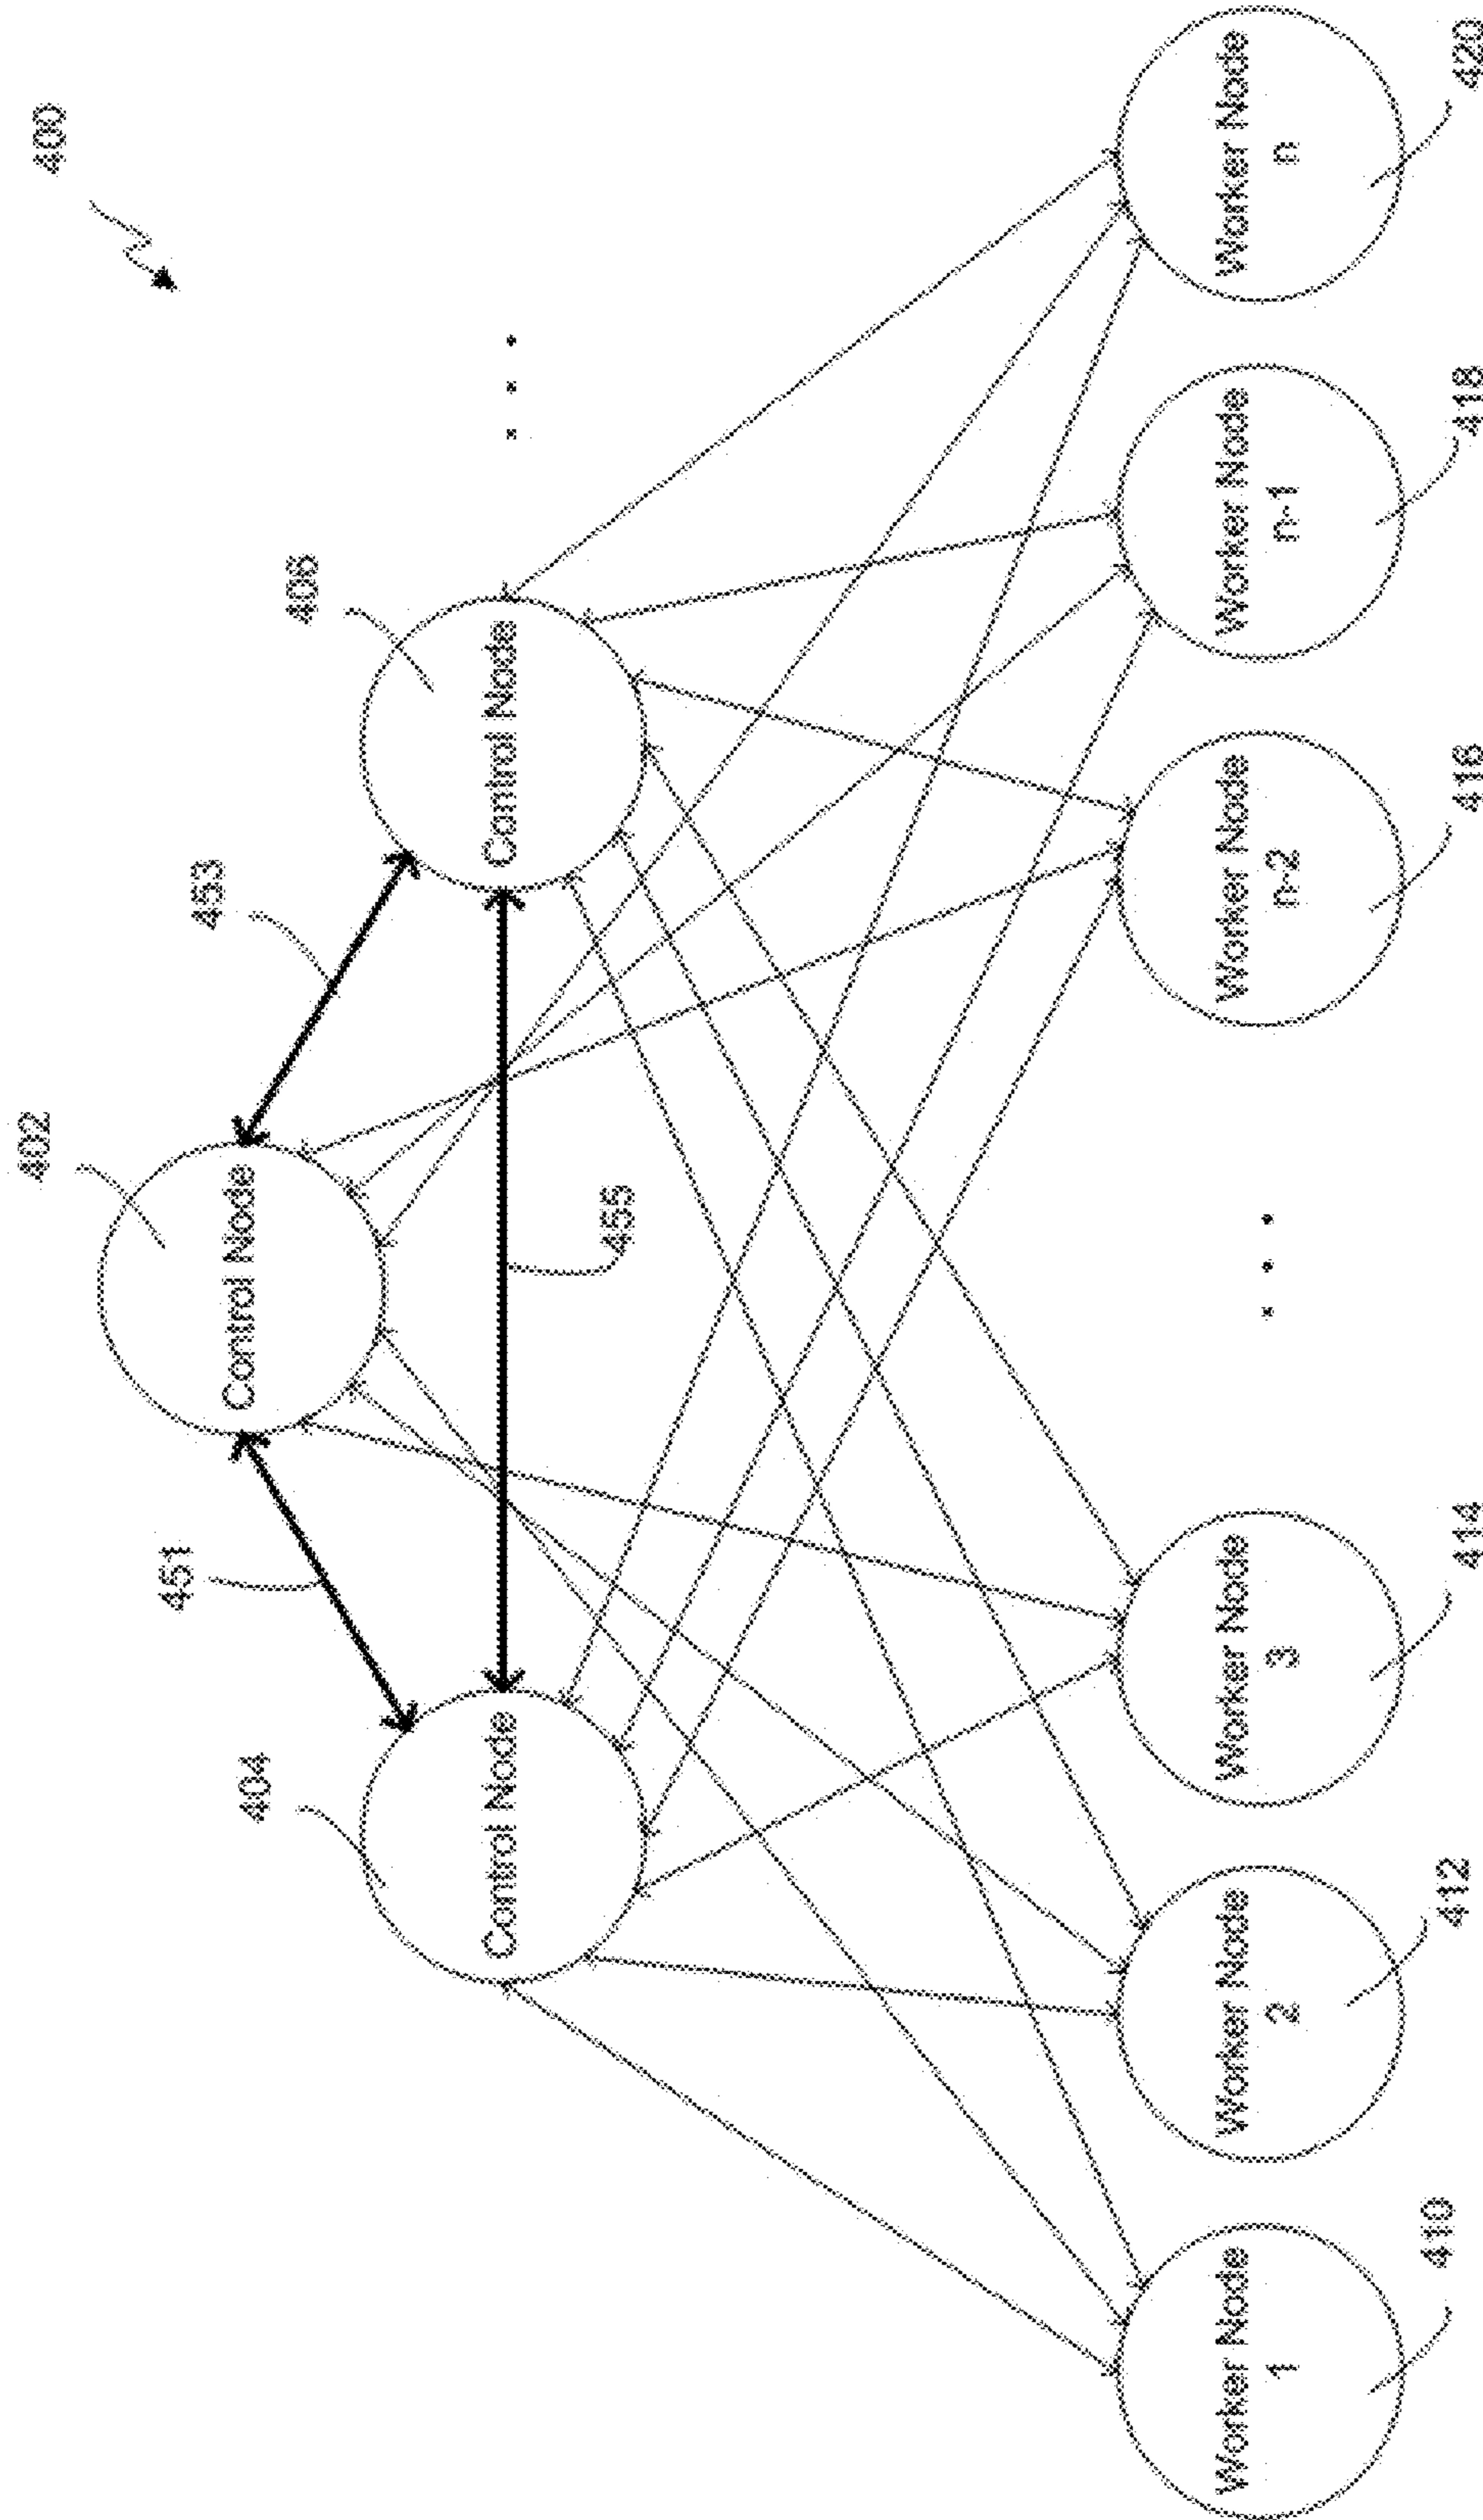 400
402
453
406
451
404
Control Node
Control Node
Control Node
455
Worker Node
1
Worker Node
2
Worker Node
3
Worker Node
n-2
Worker Node
n-1
Worker Node
n
410
412
414
416
418
420